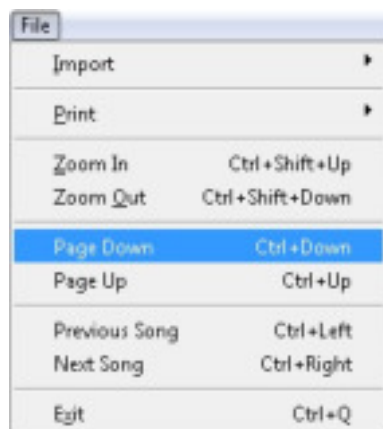 File
Import
Print
Zoom In Ctrl+Shift+Up
Zoom Out Ctrl+Shift+Down
Page Down Ctrl+Down
Page Up Ctrl+Up
Previous Song Ctrl+Left
Next Song Ctrl+Right
Exit Ctrl+Q